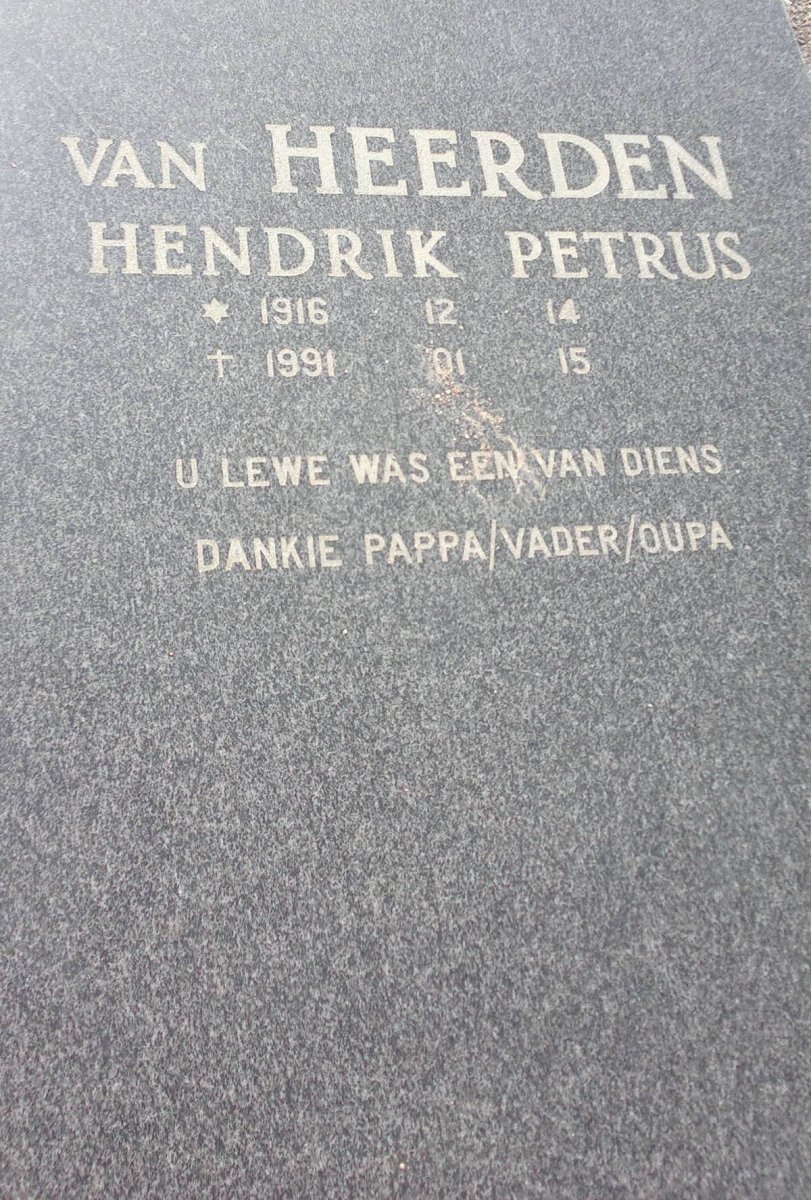 VAN HEERDEN
HENDRIK PETRUS
✶ 1916 12 14
† 1991 01 15
U LEWE WAS EEN VAN DIENS
DANKIE PAPPA/VADER/OUPA